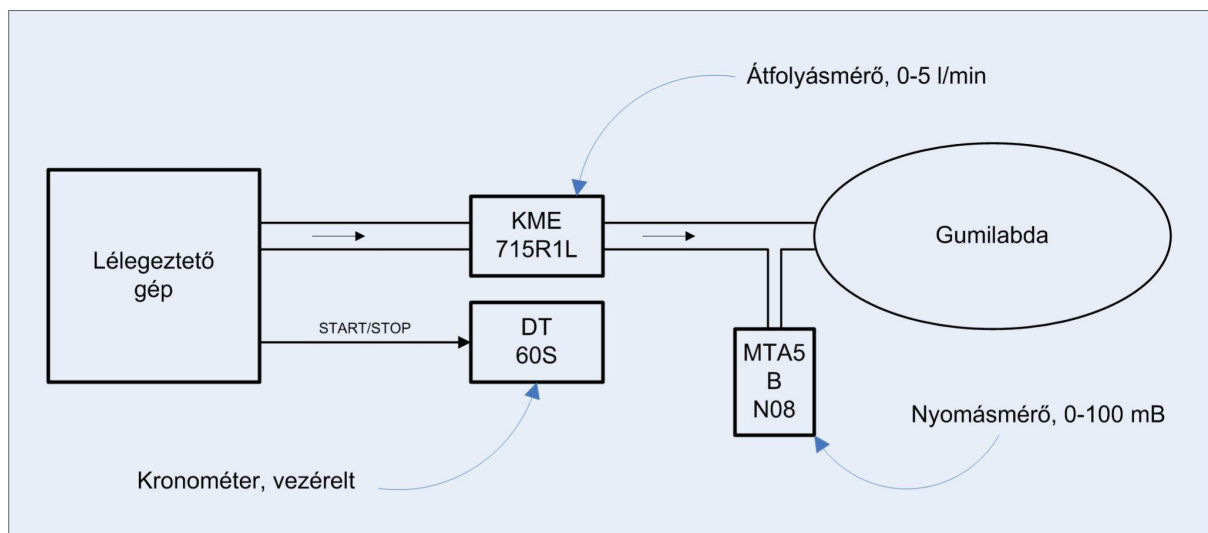 Átfolyásmérő, 0-5 l/min
Lélegeztető
gép
KME
715R1L
Gumilabda
START/STOP
DT
60S
MTA5
B
N08
Nyomásmérő, 0-100 mB
Kronométer, vezérelt